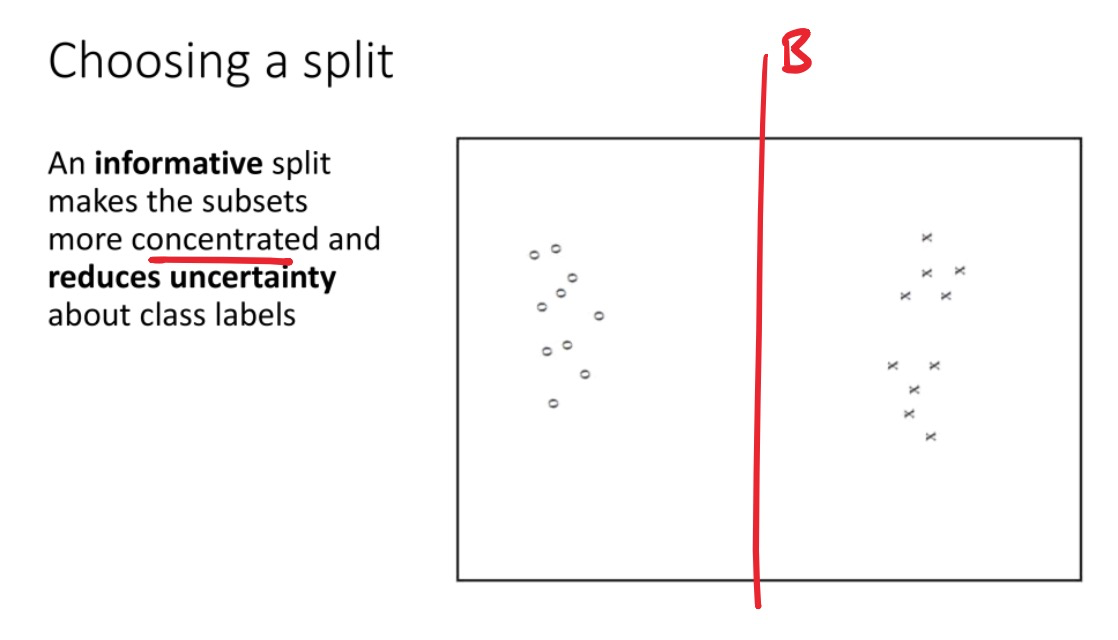 Choosing a split
B
An informative split
makes the subsets
more concentrated and
reduces uncertainty
about class labels